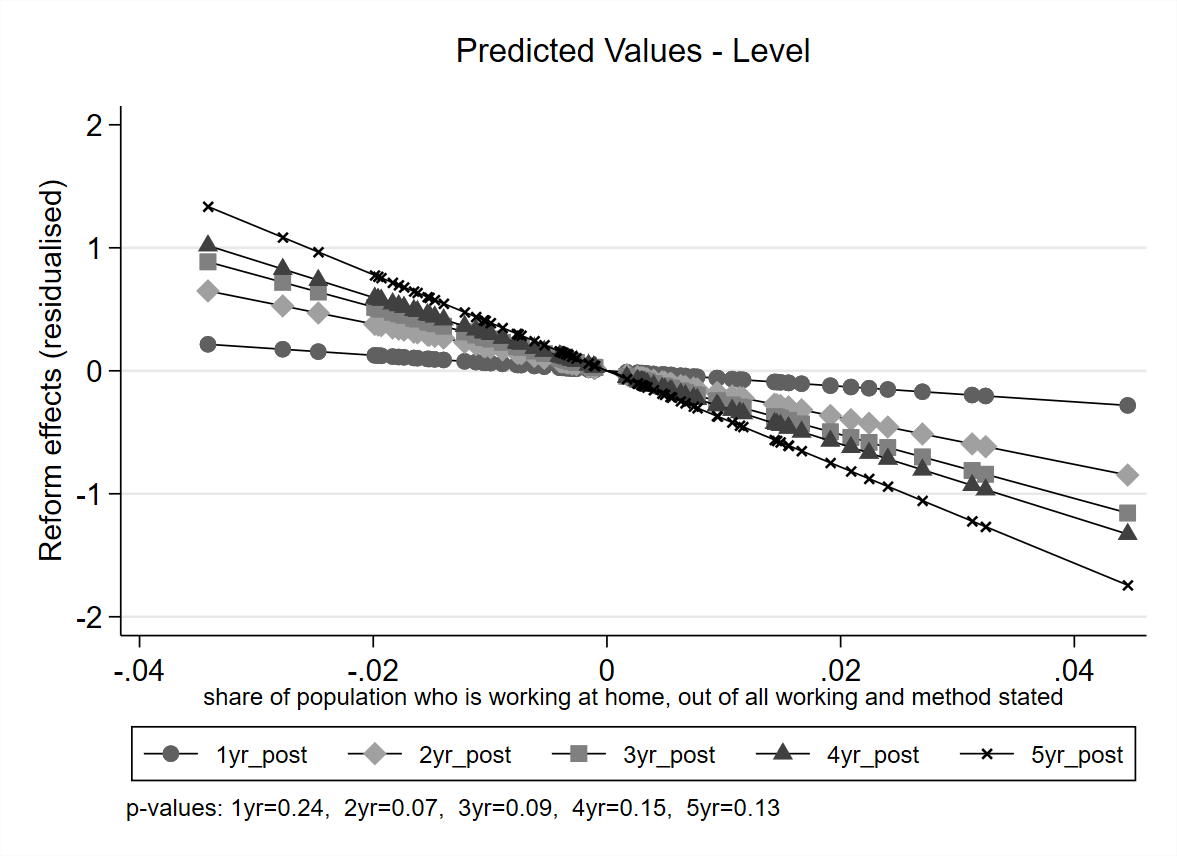 Predicted Values - Level
Reform effects (residualised)
2
1
0
-1
-2
-.04 -.02 0 .02 .04
share of population who is working at home, out of all working and method stated
1yr_post 2yr_post 3yr_post 4yr_post 5yr_post
p-values: 1yr=0.24, 2yr=0.07, 3yr=0.09, 4yr=0.15, 5yr=0.13